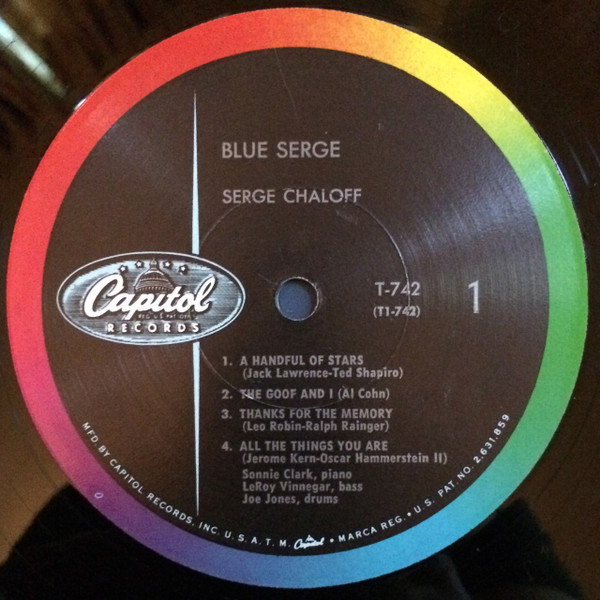 BLUE SERGE
SERGE CHALOFF
Capitol
RECORDS
T-742
(T1-742)
1
1. A HANDFUL OF STARS
(Jack Lawrence-Ted Shapiro)
2. THE GOOF AND I (Al Cohn)
3. THANKS FOR THE MEMORY
(Leo Robin-Ralph Rainger)
4. ALL THE THINGS YOU ARE
(Jerome Kern-Oscar Hammerstein II)
Sonnie Clark, piano
LeRoy Vinnegar, bass
Joe Jones, drums
MFD. BY CAPITOL RECORDS, INC. U.S.A. T.M. Capitol • MARCA REG. • U.S. PAT. NO. 2,631,859